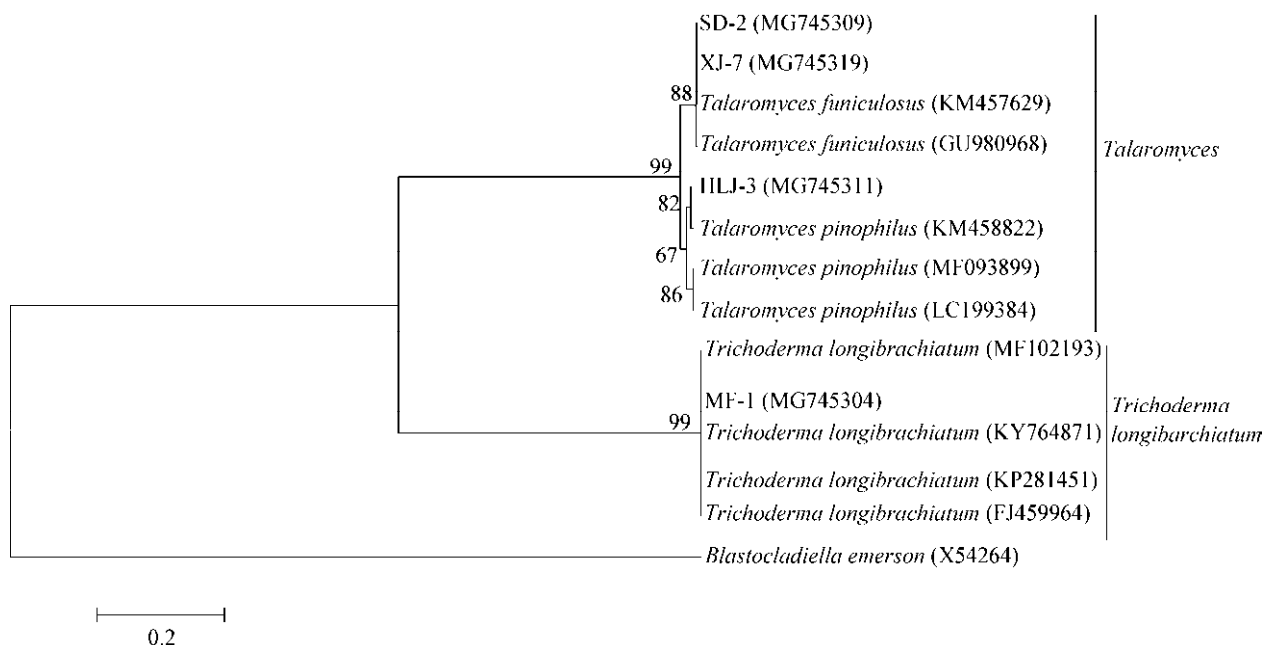 SD-2 (MG745309)
XJ-7 (MG745319)
88
Talaromyces funiculosus (KM457629)
Talaromyces funiculosus (GU980968)
Talaromyces
99
HLJ-3 (MG745311)
82
Talaromyces pinophilus (KM458822)
67
Talaromyces pinophilus (MF093899)
86
Talaromyces pinophilus (LC199384)
Trichoderma longibrachiatum (MF102193)
MF-1 (MG745304)
Trichoderma
longibarchiatum
99
Trichoderma longibrachiatum (KY764871)
Trichoderma longibrachiatum (KP281451)
Trichoderma longibrachiatum (FJ459964)
Blastocladiella emerson (X54264)
0.2